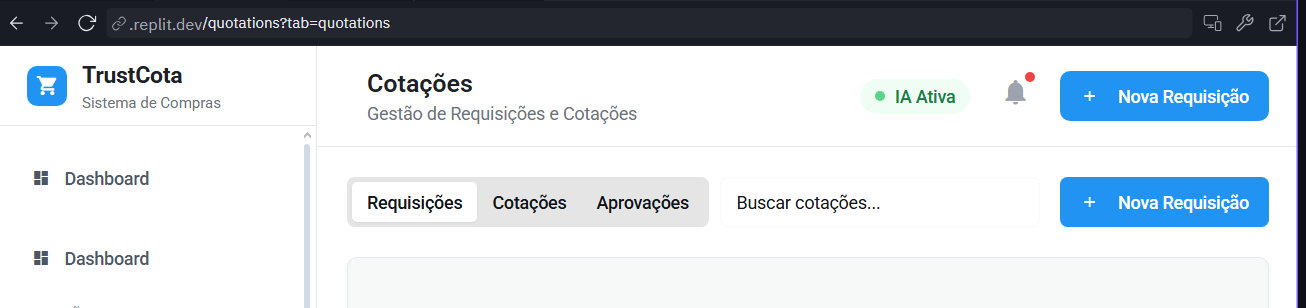 .replit.dev/quotations?tab=quotations
TrustCota
Sistema de Compras
Cotações
Gestão de Requisições e Cotações
IA Ativa
+ Nova Requisição
Dashboard
Requisições Cotações Aprovações Buscar cotações... + Nova Requisição
Dashboard